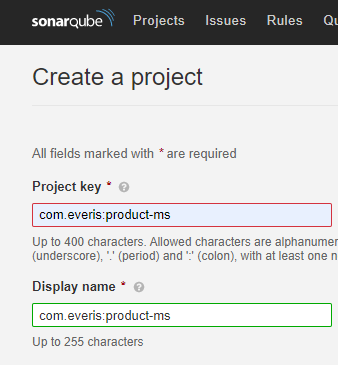 sonarqube Projects Issues Rules
Create a project
All fields marked with * are required
Project key *
com.everis:product-ms
Up to 400 characters. Allowed characters are
(underscore), '.' (period) and ':' (colon), with at least one
Display name *
com.everis:product-ms
Up to 255 characters